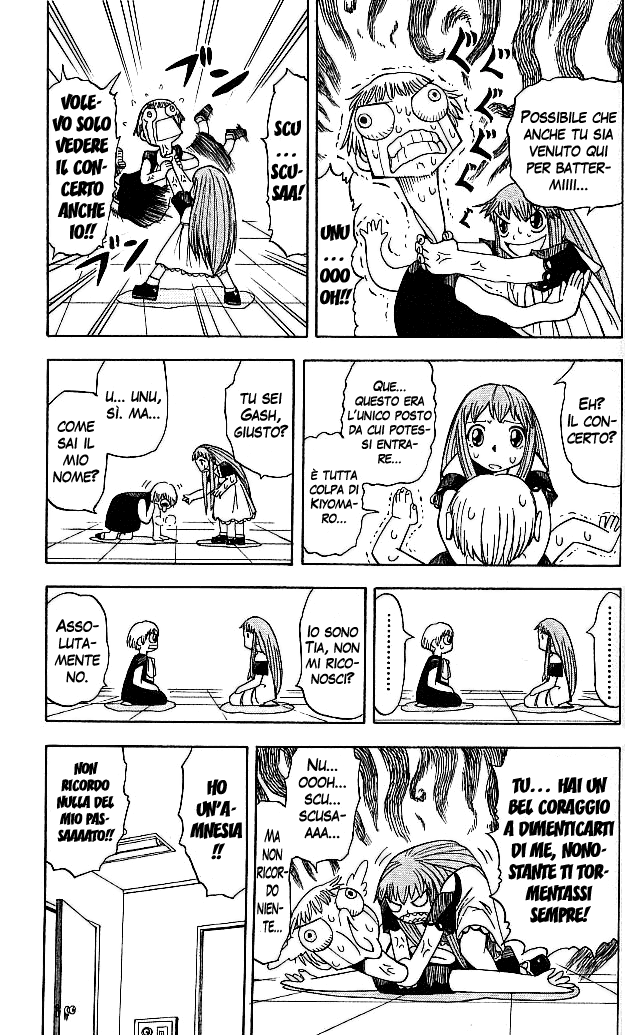 POSSIBILE CHE
ANCHE TU SIA
VENUTO QUI
PER BATTER-
MIIII...
UNU
...
OOO
OH!!
SCU
...
SCU-
SAA!
VOLE-
VO SOLO
VEDERE
IL CON-
CERTO
ANCHE
IO!!
EH?
IL CON-
CERTO?
QUE...
QUESTO ERA
L'UNICO POSTO
DA CUI POTES-
SI ENTRA-
RE...
È TUTTA
COLPA DI
KIYOMA-
RO...
TU SEI
GASH,
GIUSTO?
U... UNU,
SÌ. MA...
COME
SAI IL
MIO
NOME?
.........
.........
IO SONO
TIA, NON
MI RICO-
NOSCI?
ASSO-
LUTA-
MENTE
NO.
TU... HAI UN
BEL CORAGGIO
A DIMENTICARTI
DI ME, NONO-
STANTE TI TOR-
MENTASSI
SEMPRE!
NU...
OOOH...
SCU...
SCUSA-
AAA...
MA
NON
RICOR-
DO
NIEN-
TE...
HO
UN'A-
MNESIA
!!
NON
RICORDO
NULLA DEL
MIO PAS-
SAAAATO!!